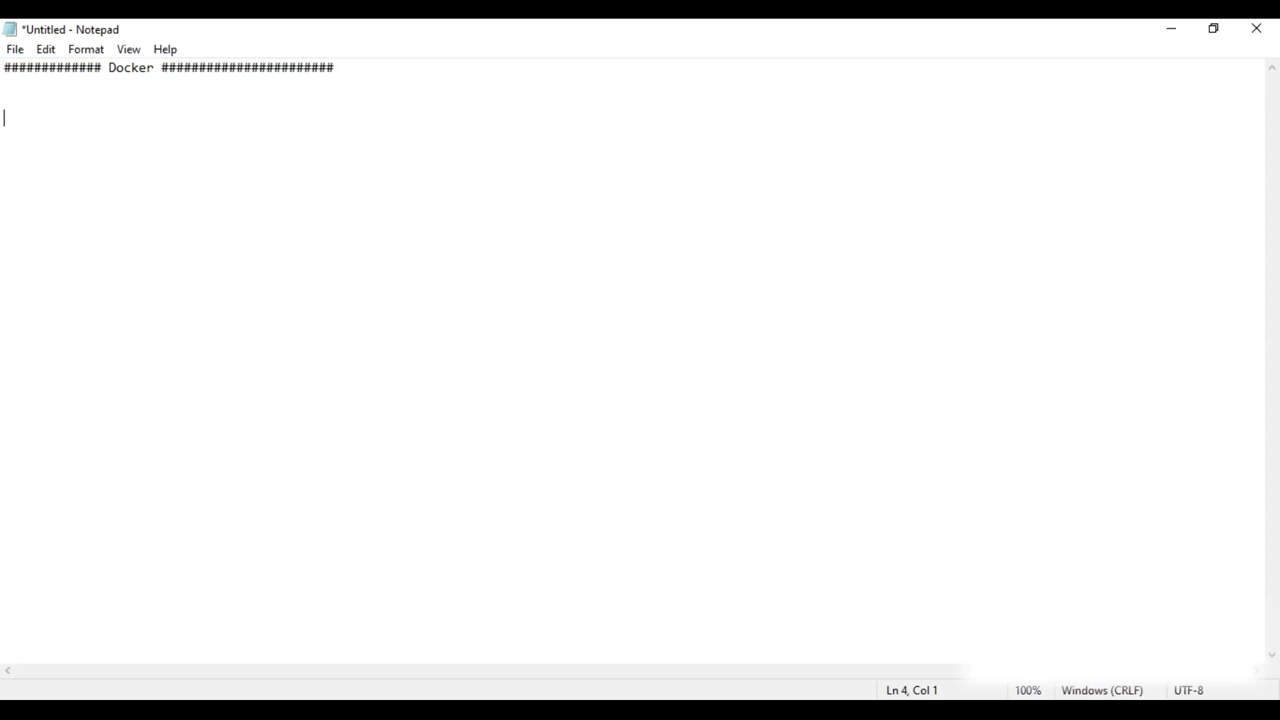 *Untitled - Notepad
File Edit Format View Help
############# Docker #######################
Ln 4, Col 1 100% Windows (CRLF) UTF-8